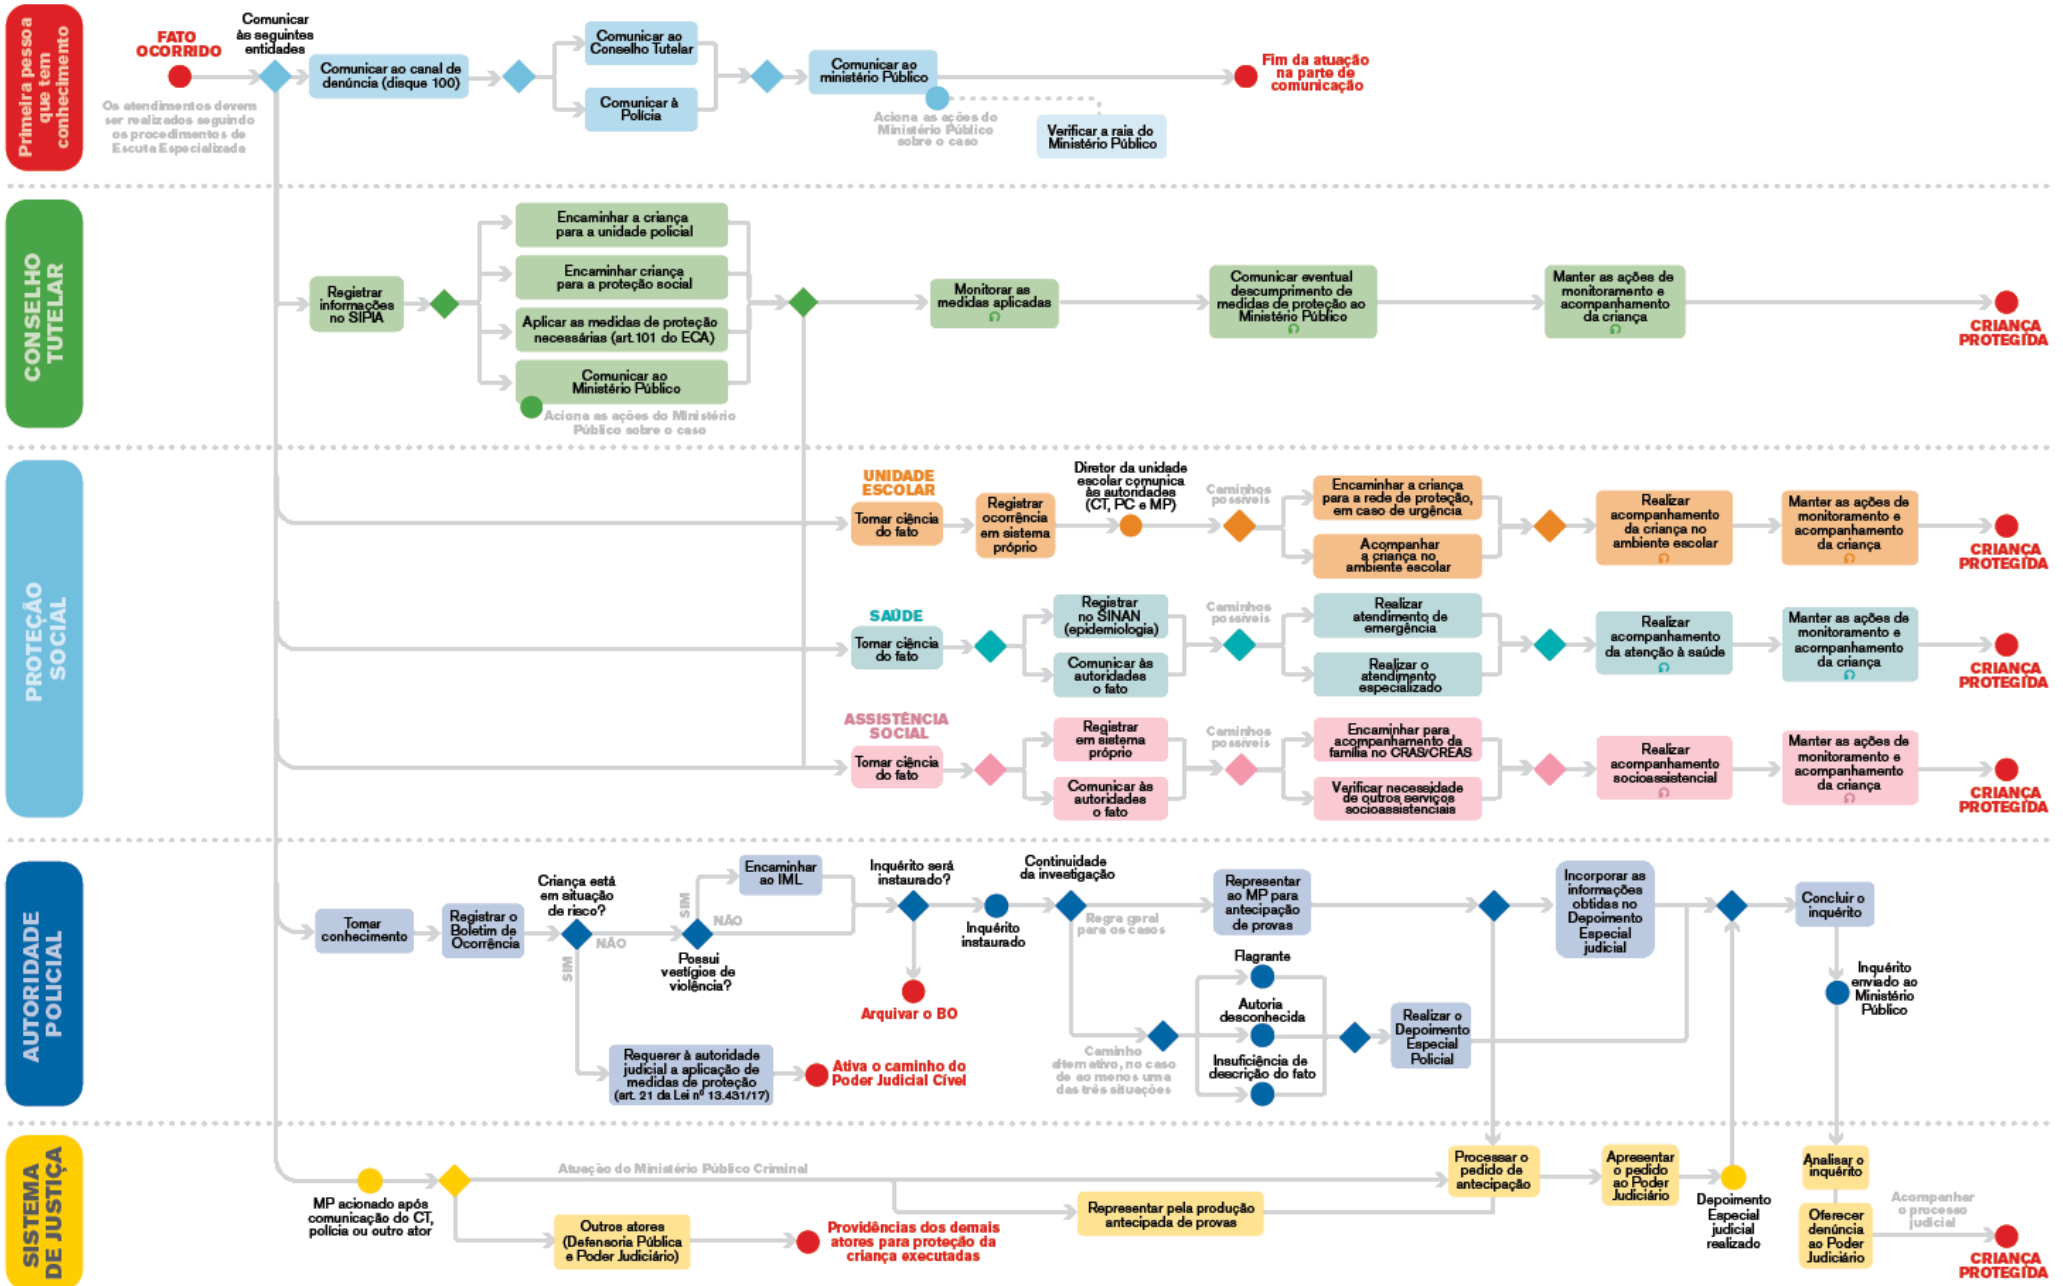 Primeira pessoa
que tem
conhecimento
FATO
OCORRIDO
Os atendimentos devem
ser realizados seguindo
os procedimentos de
Escuta Especializada
Comunicar
às seguintes
entidades
Comunicar ao canal de
denúncia (disque 100)
Comunicar ao
Conselho Tutelar
Comunicar à
Polícia
Comunicar ao
ministério Público
Aciona as ações do
Ministério Público
sobre o caso
Verificar a raia do
Ministério Público
Fim da atuação
na parte de
comunicação
CONSELHO
TUTELAR
Registrar
informações
no SIPIA
Encaminhar a criança
para a unidade policial
Encaminhar criança
para a proteção social
Aplicar as medidas de proteção
necessárias (art.101 do ECA)
Comunicar ao
Ministério Público
Aciona as ações do Ministério
Público sobre o caso
Monitorar as
medidas aplicadas
Comunicar eventual
descumprimento de
medidas de proteção ao
Ministério Público
Manter as ações de
monitoramento e
acompanhamento
da criança
CRIANÇA
PROTEGIDA
PROTEÇÃO
SOCIAL
UNIDADE
ESCOLAR
Tomar ciência
do fato
Registrar
ocorrência
em sistema
próprio
Diretor da unidade
escolar comunica
às autoridades
(CT, PC e MP)
Caminhos
possíveis
Encaminhar a criança
para a rede de proteção,
em caso de urgência
Acompanhar
a criança no
ambiente escolar
Realizar
acompanhamento
da criança no
ambiente escolar
Manter as ações de
monitoramento e
acompanhamento
da criança
CRIANÇA
PROTEGIDA
SAÚDE
Tomar ciência
do fato
Registrar
no SINAN
(epidemiologia)
Comunicar às
autoridades
o fato
Caminhos
possíveis
Realizar
atendimento de
emergência
Realizar o
atendimento
especializado
Realizar
acompanhamento
da atenção à saúde
Manter as ações de
monitoramento e
acompanhamento
da criança
CRIANÇA
PROTEGIDA
ASSISTÊNCIA
SOCIAL
Tomar ciência
do fato
Registrar
em sistema
próprio
Comunicar às
autoridades
o fato
Caminhos
possíveis
Encaminhar para
acompanhamento da
família no CRAS/CREAS
Verificar necessidade
de outros serviços
socioassistenciais
Realizar
acompanhamento
socioassistencial
Manter as ações de
monitoramento e
acompanhamento
da criança
CRIANÇA
PROTEGIDA
AUTORIDADE
POLICIAL
Tomar
conhecimento
Registrar o
Boletim de
Ocorrência
Criança está
em situação
de risco?
NÃO
SIM
Requerer à autoridade
judicial a aplicação de
medidas de proteção
(art. 21 da Lei nº 13.431/17)
Ativa o caminho do
Poder Judicial Cível
Possui
vestígios de
violência?
SIM
NÃO
Encaminhar
ao IML
Inquérito será
instaurado?
Arquivar o BO
Inquérito
instaurado
Continuidade
da investigação
Regra geral
para os casos
Caminho
alternativo, no caso
de ao menos uma
das três situações
Representar
ao MP para
antecipação
de provas
Flagrante
Autoria
desconhecida
Insuficiência de
descrição do fato
Realizar o
Depoimento
Especial
Policial
Incorporar as
informações
obtidas no
Depoimento
Especial
judicial
Concluir o
inquérito
Inquérito
enviado ao
Ministério
Público
SISTEMA
DE JUSTIÇA
MP acionado após
comunicação do CT,
polícia ou outro ator
Atuação do Ministério Público Criminal
Outros atores
(Defensoria Pública
e Poder Judiciário)
Providências dos demais
atores para proteção da
criança executadas
Representar pela produção
antecipada de provas
Processar o
pedido de
antecipação
Apresentar
o pedido
ao Poder
Judiciário
Depoimento
Especial
judicial
realizado
Analisar o
inquérito
Oferecer
denúncia
ao Poder
Judiciário
Acompanhar
o processo
judicial
CRIANÇA
PROTEGIDA